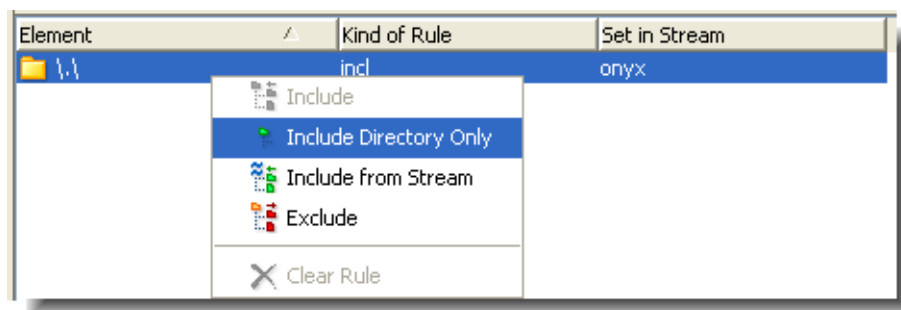 Element Kind of Rule Set in Stream
\.\ incl onyx
Include
Include Directory Only
Include from Stream
Exclude
Clear Rule